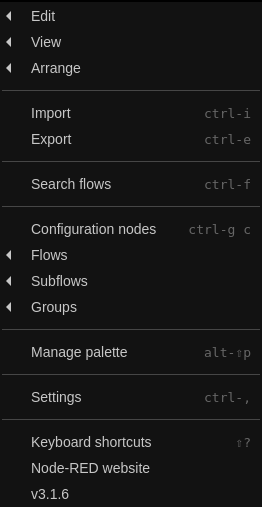 Edit
View
Arrange
Import ctrl-i
Export ctrl-e
Search flows ctrl-f
Configuration nodes ctrl-g c
Flows
Subflows
Groups
Manage palette alt-⇧p
Settings ctrl-,
Keyboard shortcuts ⇧?
Node-RED website
v3.1.6